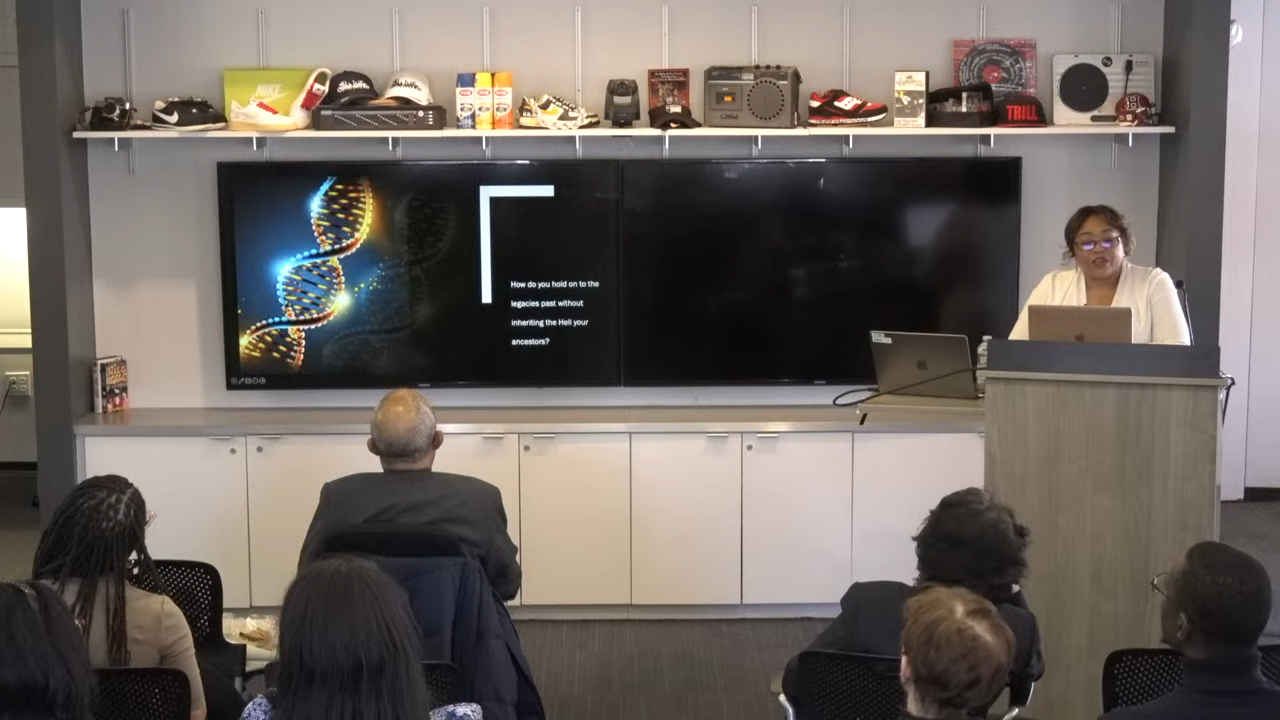 NIKE
TRILL
How do you hold on to the
legacies past without
inheriting the Hell your
ancestors?